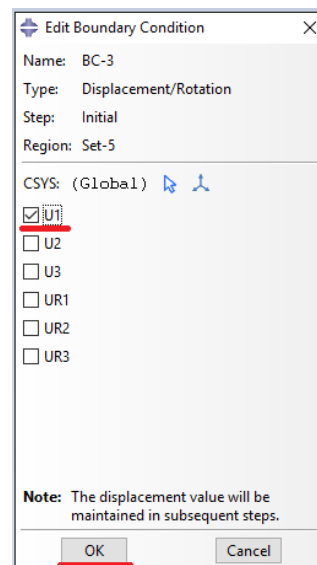 Edit Boundary Condition
Name: BC-3
Type: Displacement/Rotation
Step: Initial
Region: Set-5
CSYS: (Global)
U1
U2
U3
UR1
UR2
UR3
Note: The displacement value will be
maintained in subsequent steps.
OK Cancel